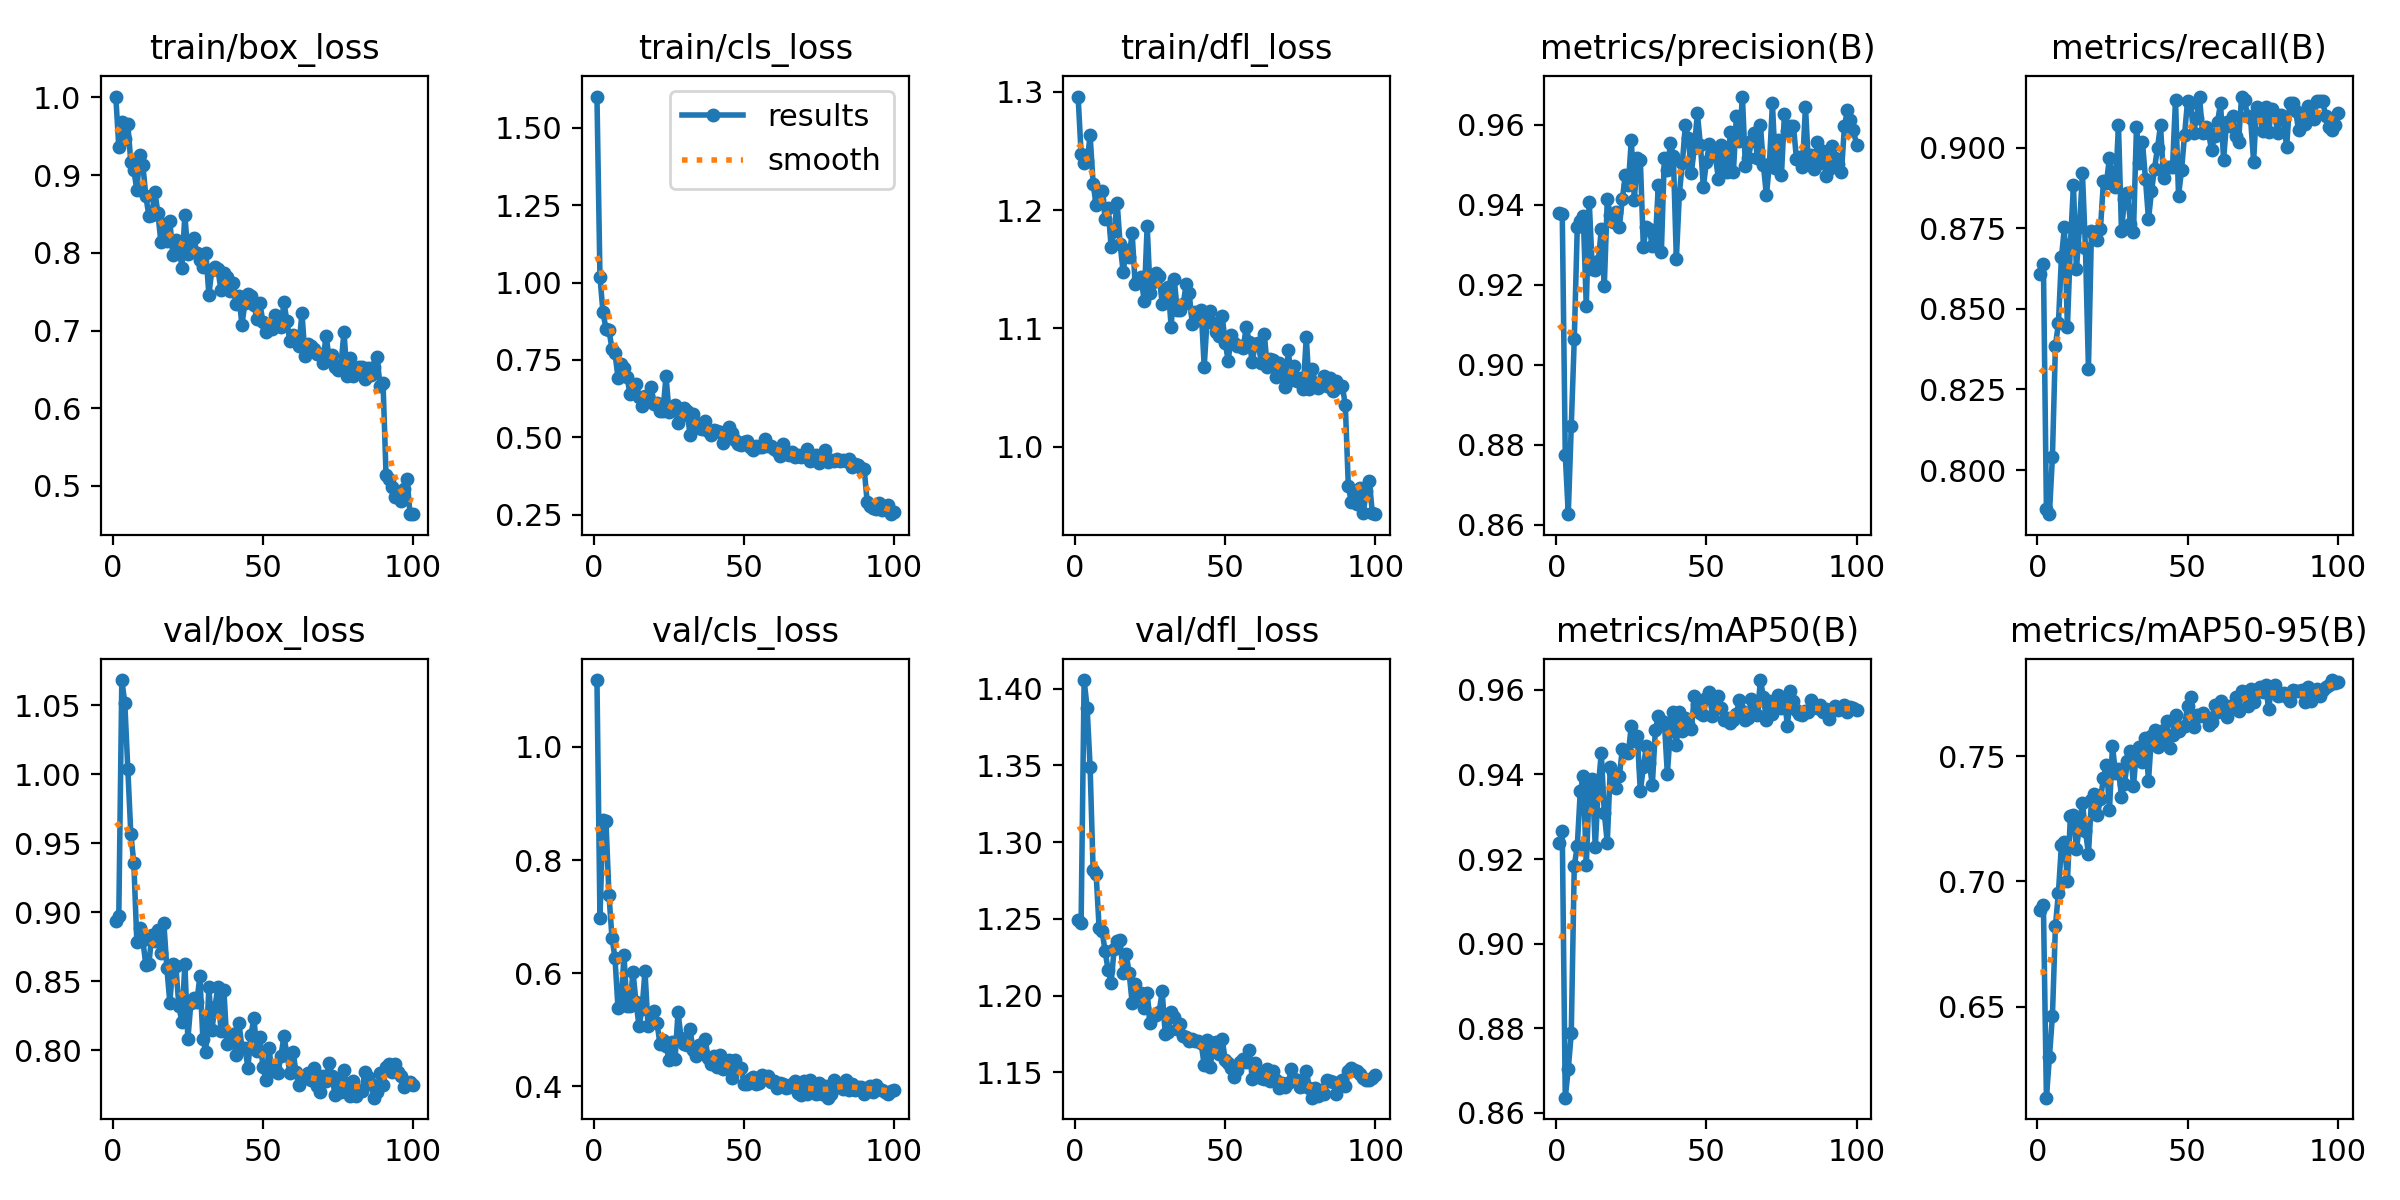 train/box_loss
1.0
0.9
0.8
0.7
0.6
0.5
0 50 100
train/cls_loss
results
smooth
1.50
1.25
1.00
0.75
0.50
0.25
0 50 100
train/dfl_loss
1.3
1.2
1.1
1.0
0 50 100
metrics/precision(B)
0.96
0.94
0.92
0.90
0.88
0.86
0 50 100
metrics/recall(B)
0.900
0.875
0.850
0.825
0.800
0 50 100
val/box_loss
1.05
1.00
0.95
0.90
0.85
0.80
0 50 100
val/cls_loss
1.0
0.8
0.6
0.4
0 50 100
val/dfl_loss
1.40
1.35
1.30
1.25
1.20
1.15
0 50 100
metrics/mAP50(B)
0.96
0.94
0.92
0.90
0.88
0.86
0 50 100
metrics/mAP50-95(B)
0.75
0.70
0.65
0 50 100